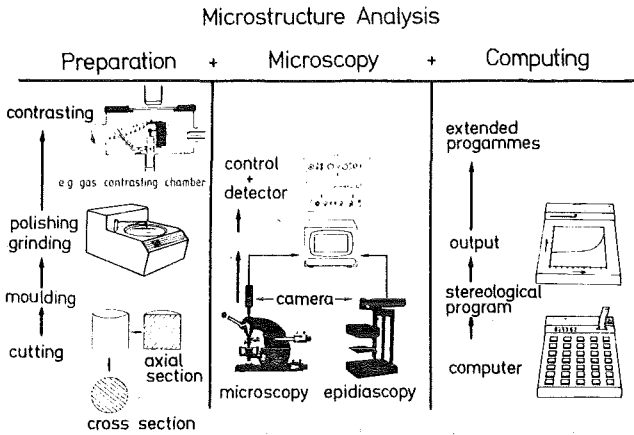 Microstructure Analysis
Preparation + Microscopy + Computing
contrasting
e.g gas contrasting chamber
polishing
grinding
moulding
cutting
axial
section
cross section
control
+
detector
camera
microscopy
epidiascopy
extended
progammes
output
stereological
program
computer